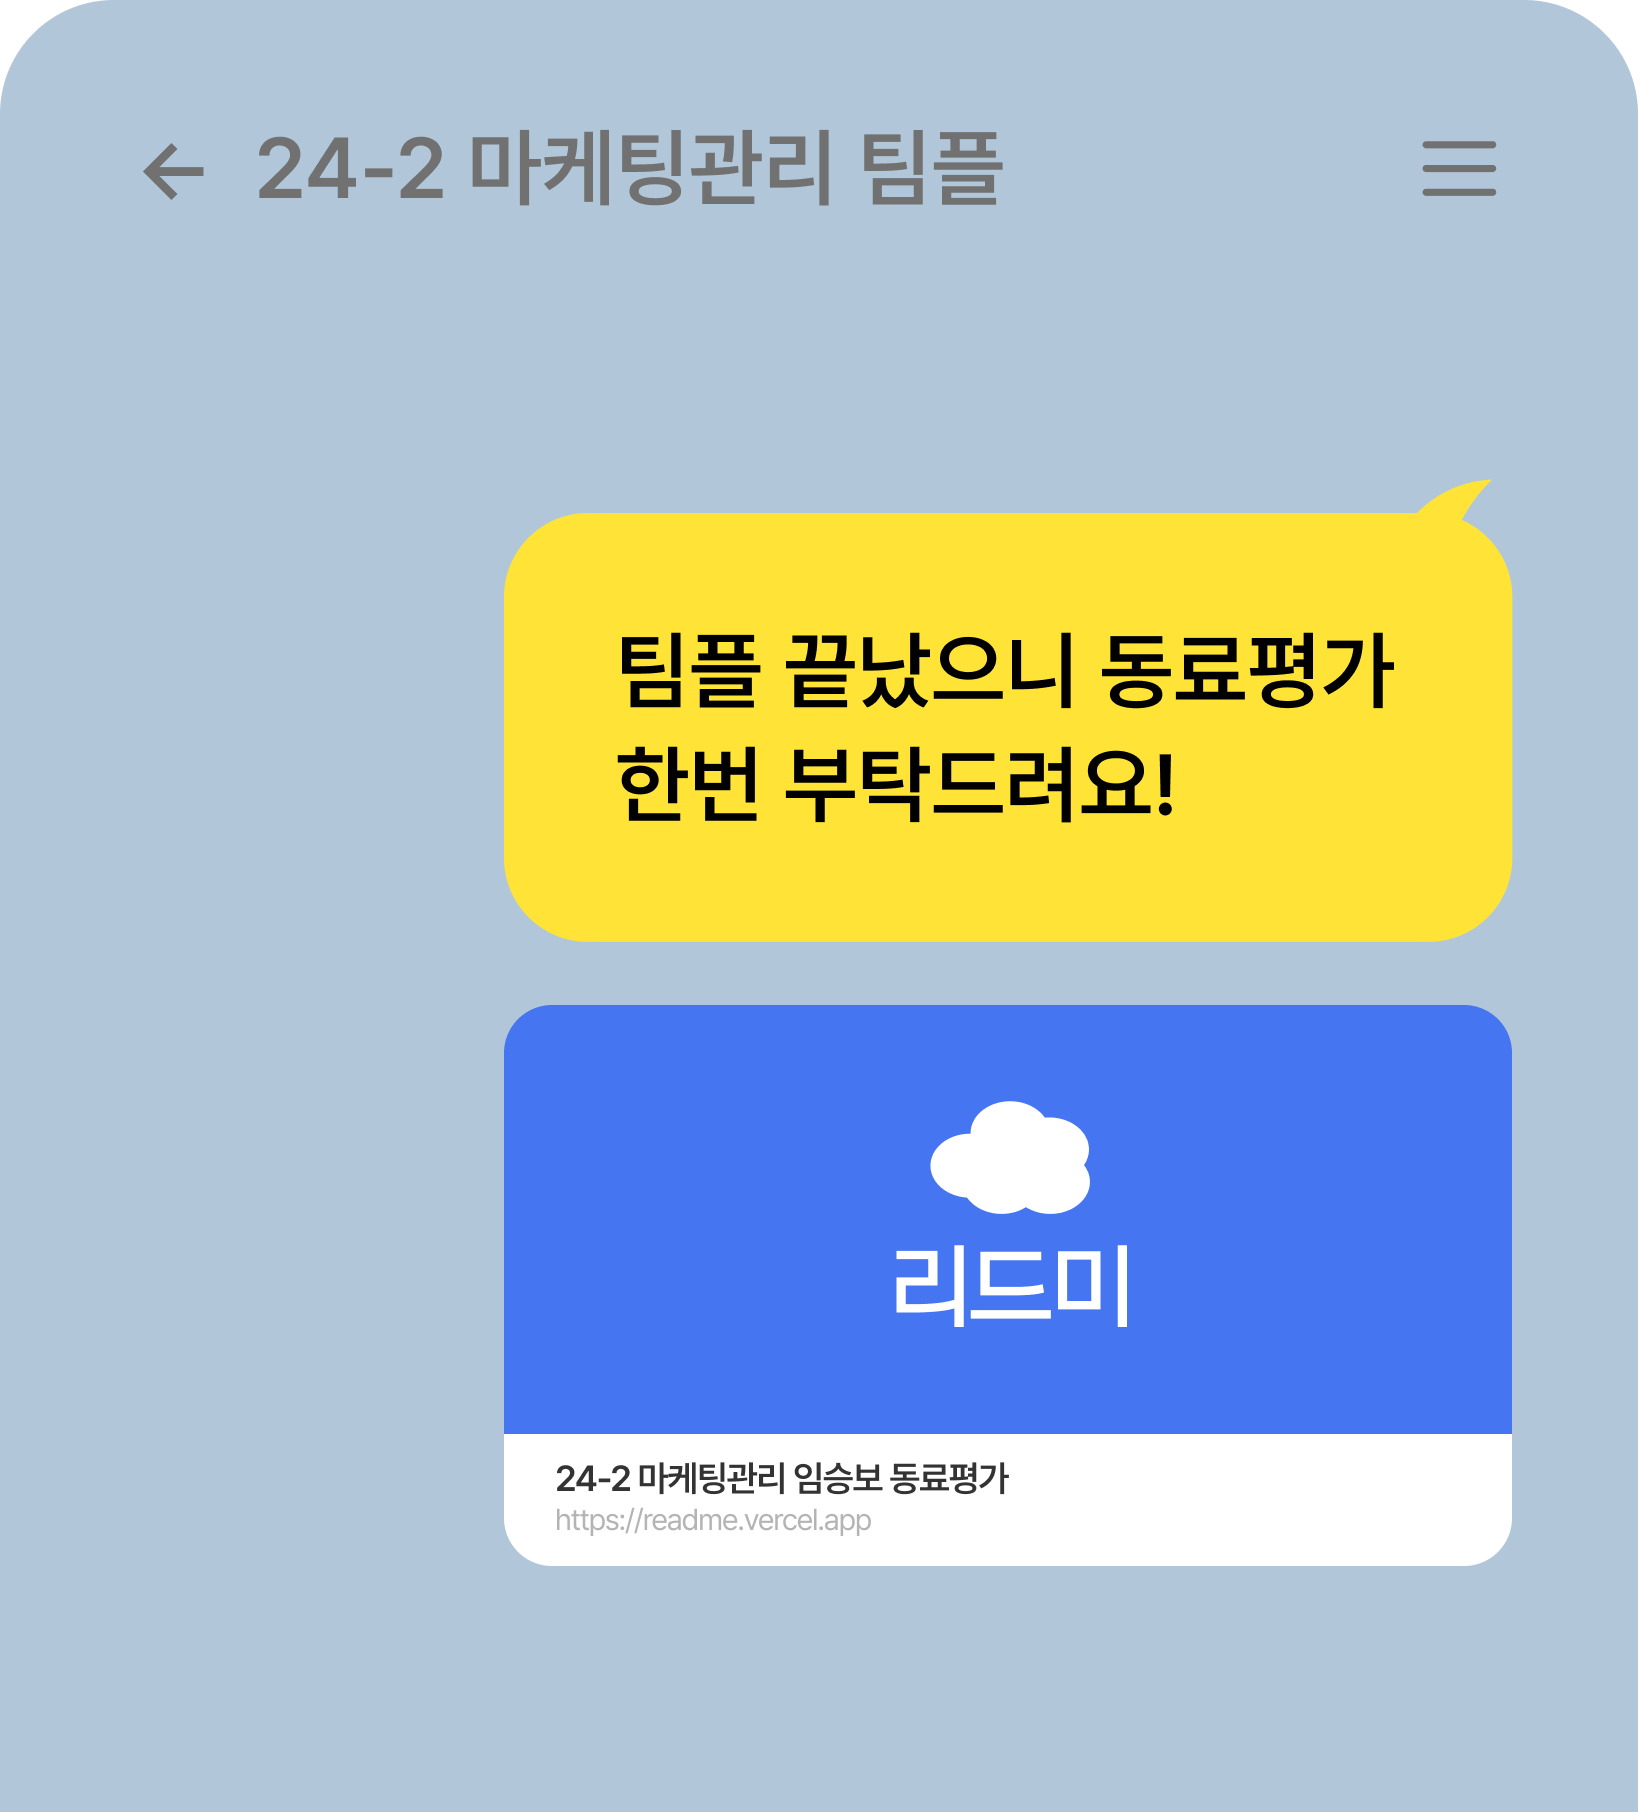 24-2 마케팅관리 팀플
팀플 끝났으니 동료평가
한번 부탁드려요!
리드미
24-2 마케팅관리 임승보 동료평가
https://readme.vercel.app